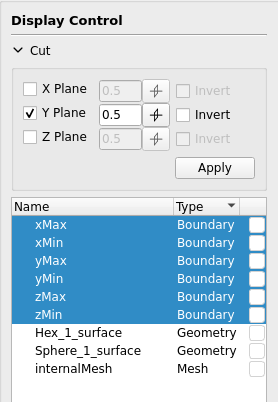 Display Control
Cut
X Plane 0.5 Invert
Y Plane 0.5 Invert
Z Plane 0.5 Invert
Apply
Name Type
xMax Boundary
xMin Boundary
yMax Boundary
yMin Boundary
zMax Boundary
zMin Boundary
Hex_1_surface Geometry
Sphere_1_surface Geometry
internalMesh Mesh